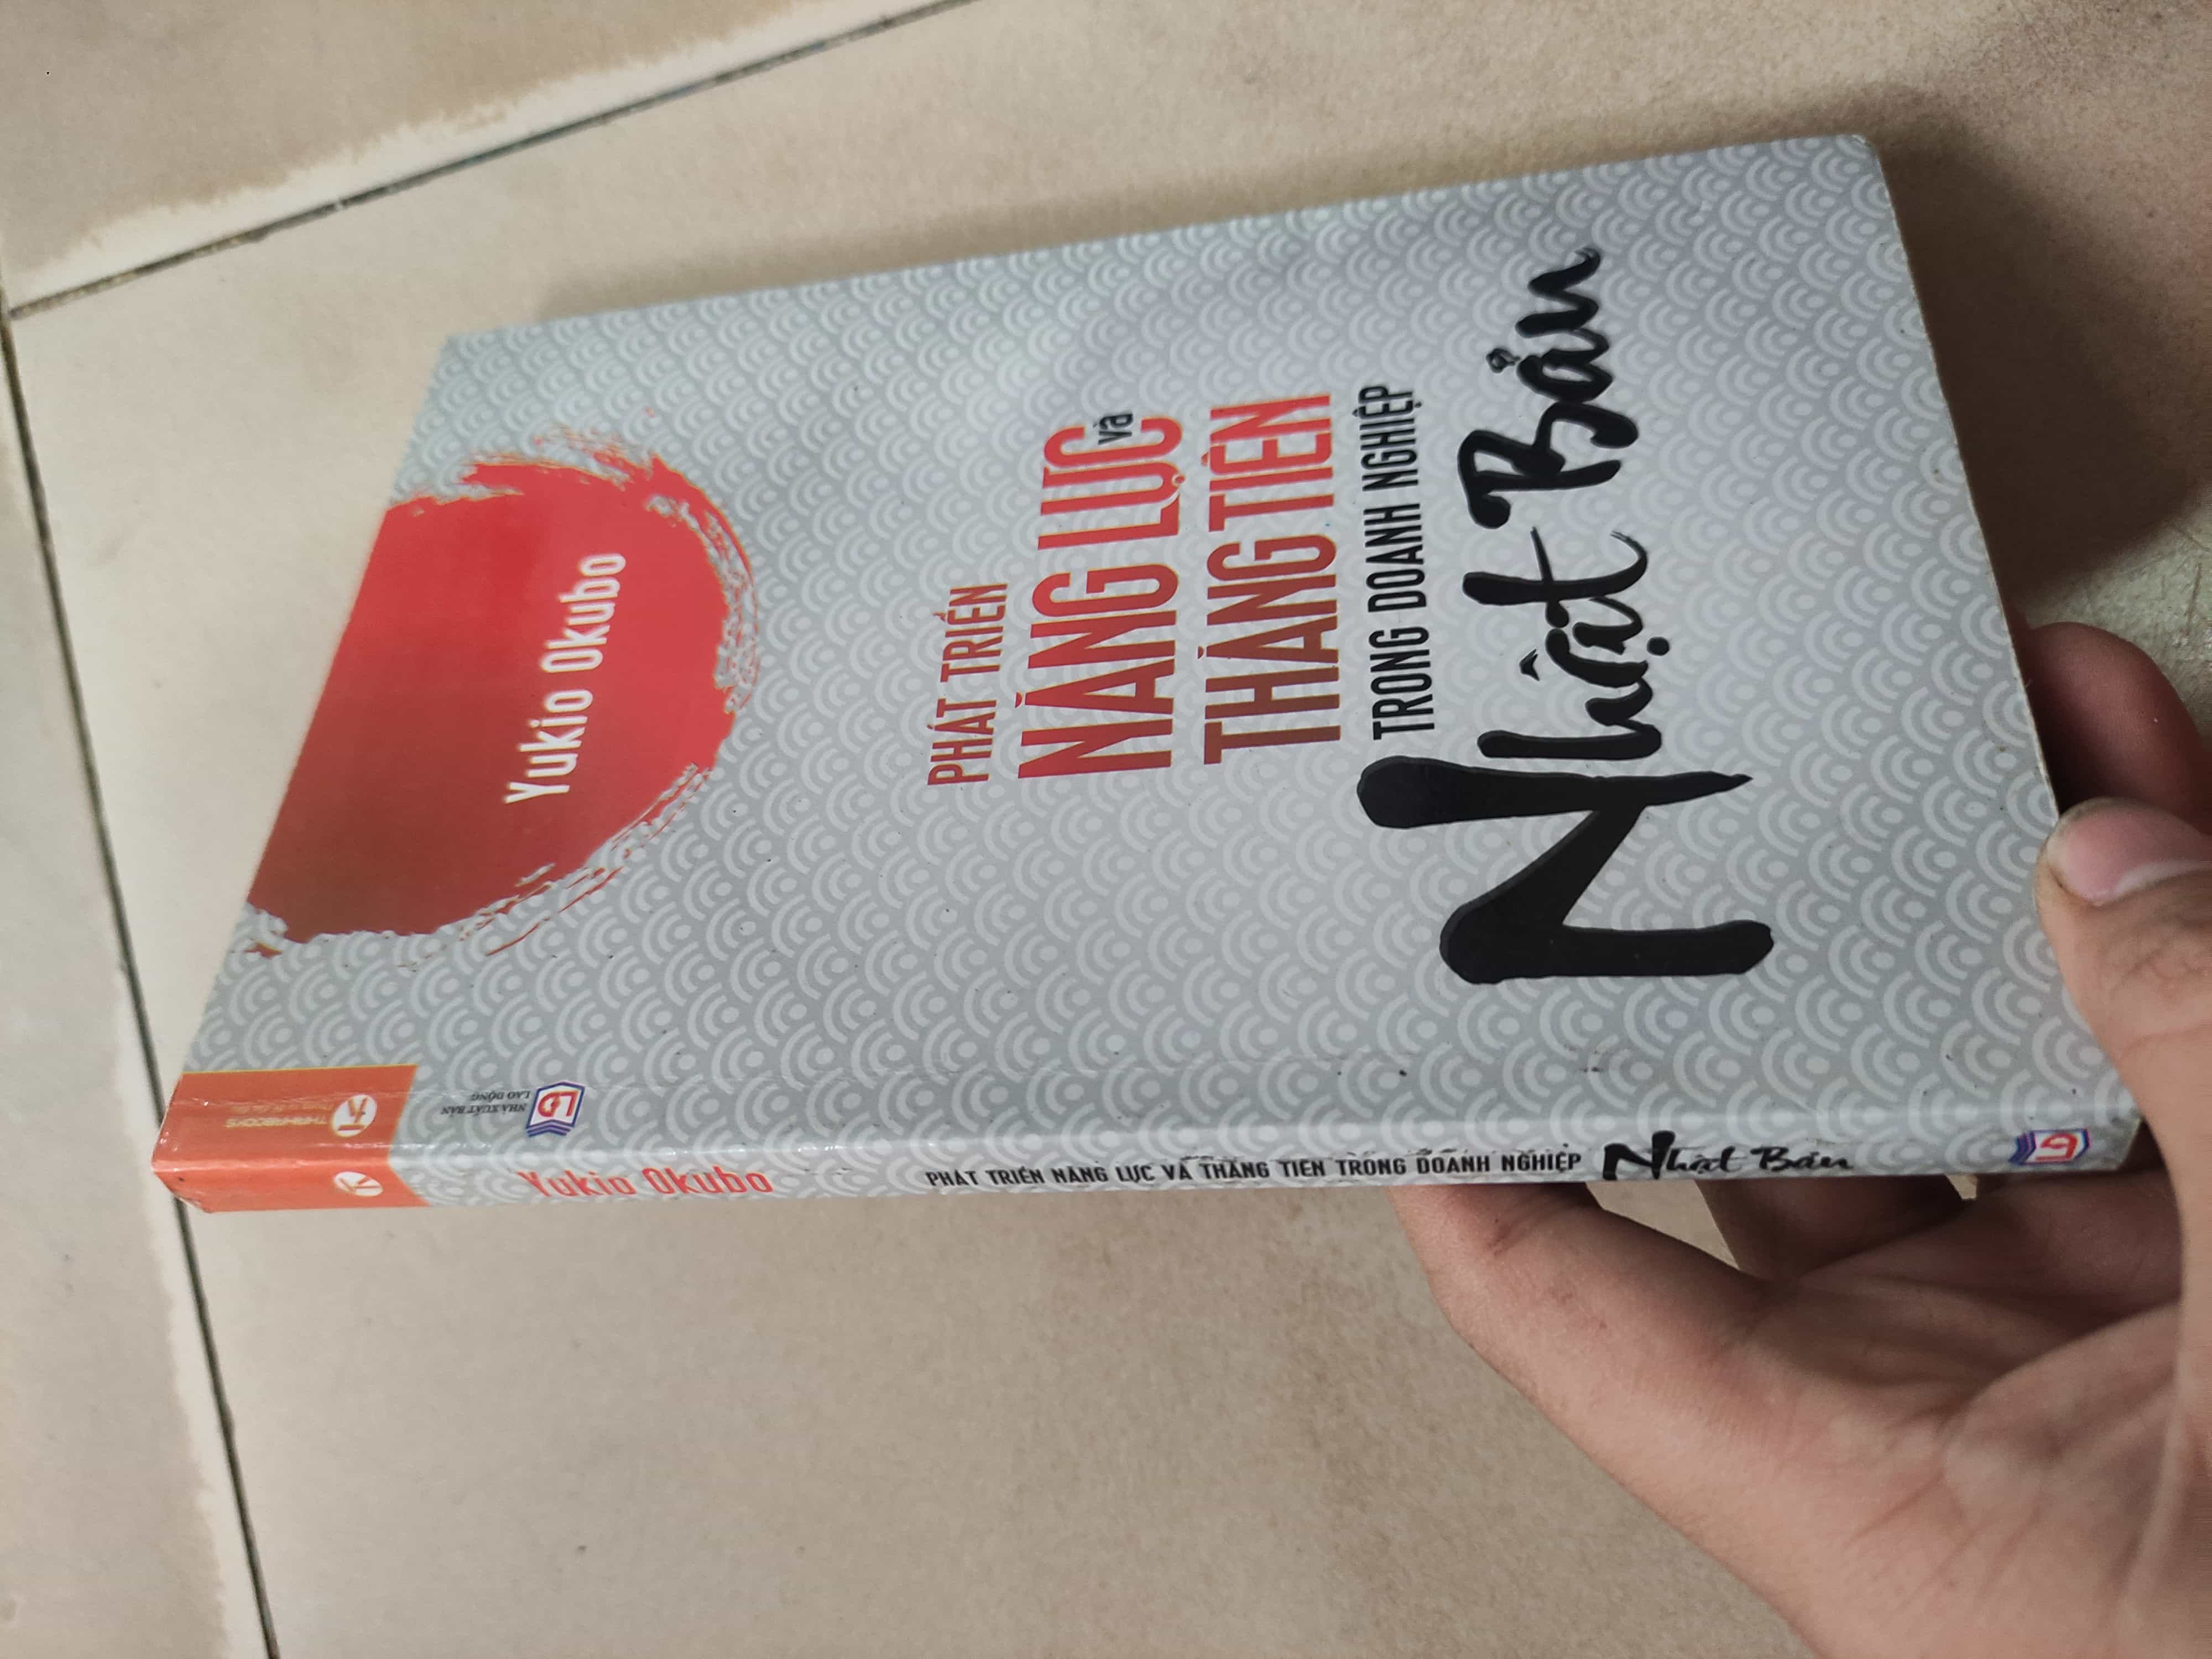 Yukio Okubo
PHÁT TRIỂN
NĂNG LỰC và
THĂNG TIẾN
TRONG DOANH NGHIỆP
Nhật Bản
THAIHABOOKS
NHÀ XUẤT BẢN
LAO ĐỘNG
Yukio Okubo
PHÁT TRIỂN NĂNG LỰC VÀ THĂNG TIẾN TRONG DOANH NGHIỆP Nhật Bản